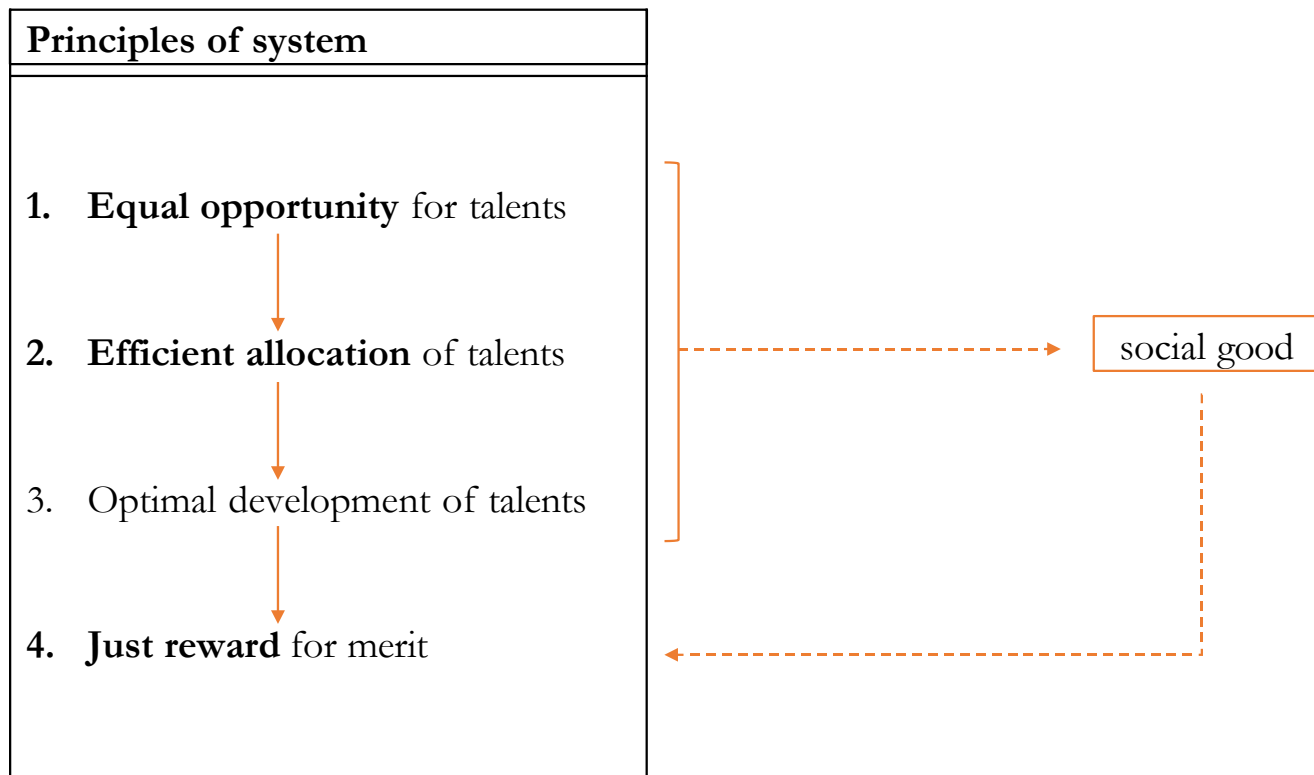 Principles of system
1. Equal opportunity for talents
2. Efficient allocation of talents
social good
3. Optimal development of talents
4. Just reward for merit